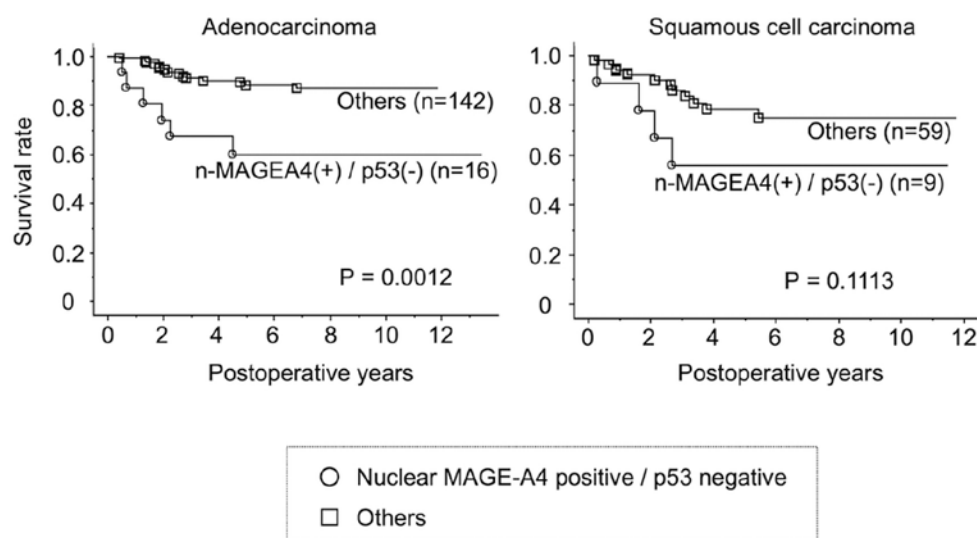 Adenocarcinoma
Survival rate
1.0
0.8
0.6
0.4
0.2
0
Others (n=142)
n-MAGEA4(+) / p53(-) (n=16)
P = 0.0012
0 2 4 6 8 10 12
Postoperative years
Squamous cell carcinoma
1.0
0.8
0.6
0.4
0.2
0
Others (n=59)
n-MAGEA4(+) / p53(-) (n=9)
P = 0.1113
0 2 4 6 8 10 12
Postoperative years
Nuclear MAGE-A4 positive / p53 negative
Others